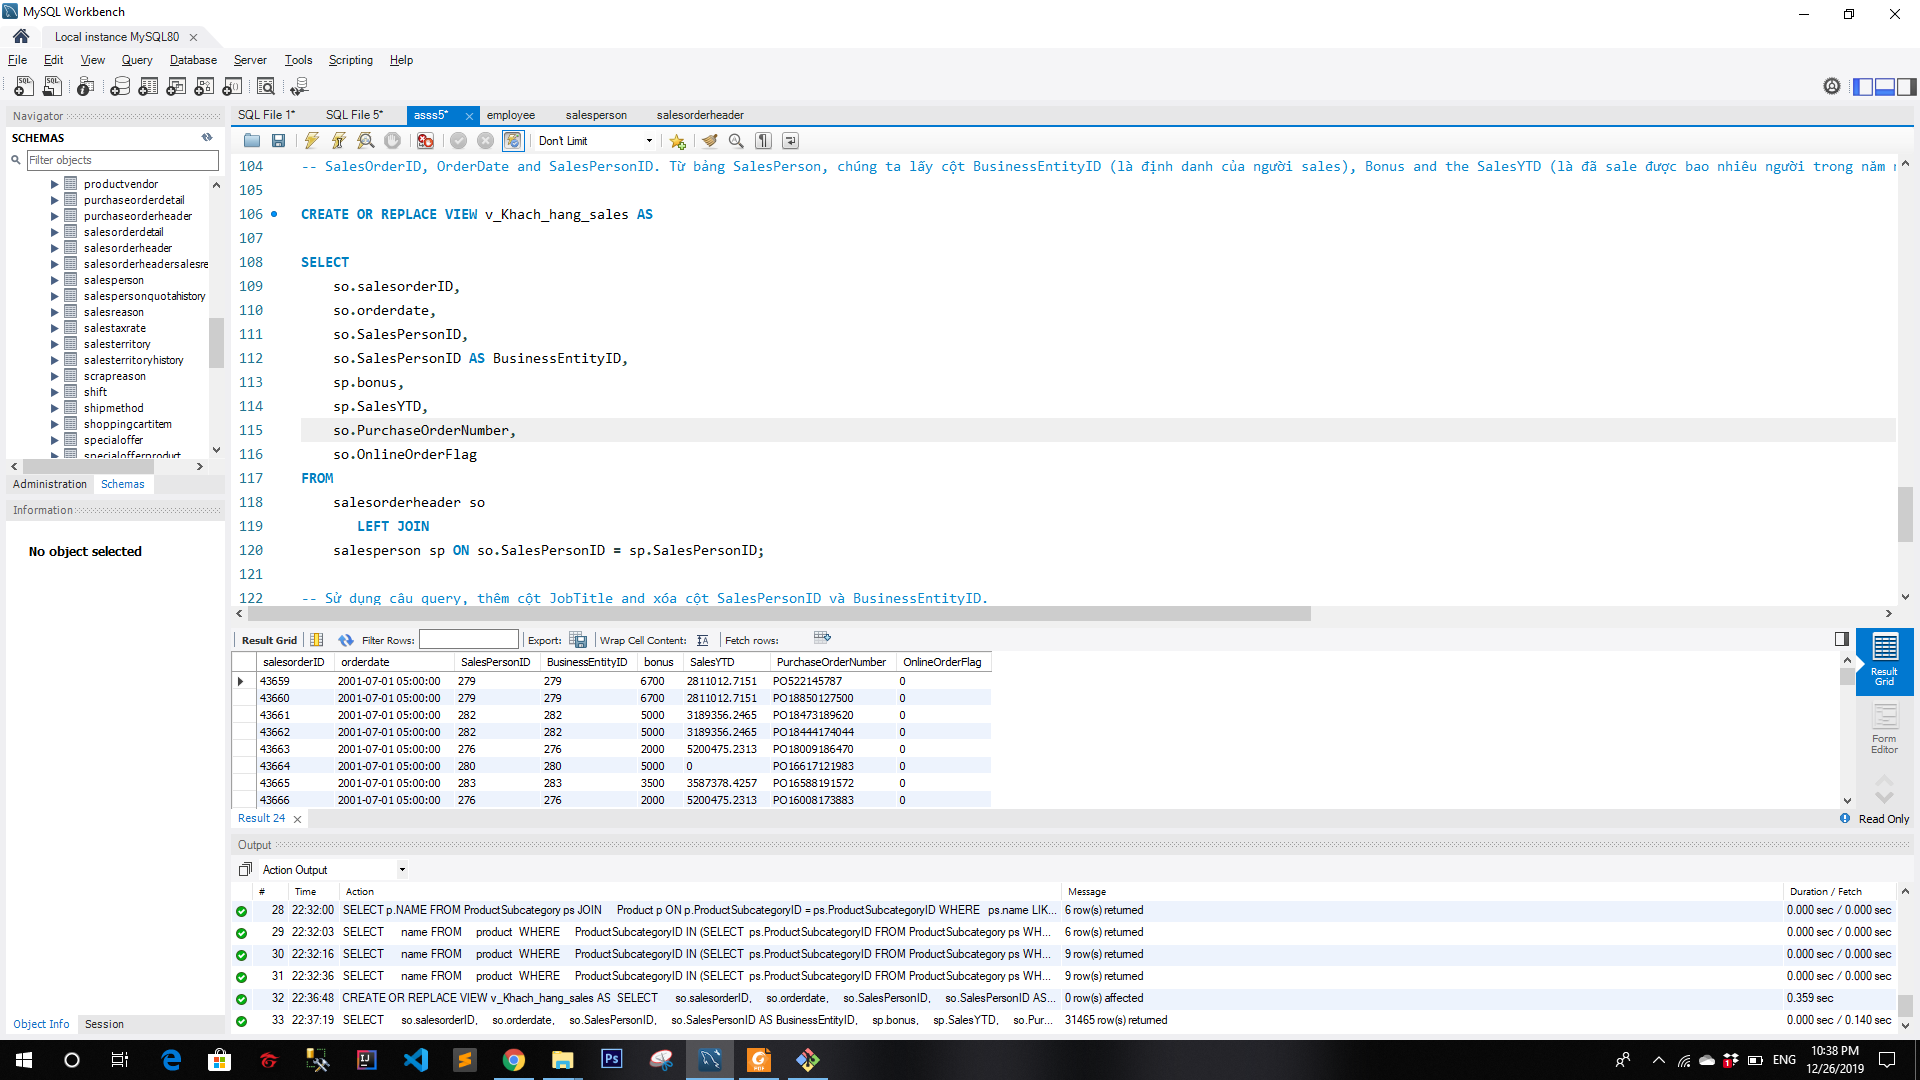 MySQL Workbench
Local instance MySQL80
File Edit View Query Database Server Tools Scripting Help
Navigator
SCHEMAS
Filter objects
productvendor
purchaseorderdetail
purchaseorderheader
salesorderdetail
salesorderheader
salesorderheadersalesre
salesperson
salespersonquotahistory
salesreason
salestaxrate
salesterritory
salesterritoryhistory
scrapreason
shift
shipmethod
shoppingcartitem
specialoffer
specialofferproduct
Administration Schemas
Information
No object selected
Object Info Session
SQL File 1* SQL File 5* asss5* employee salesperson salesorderheader
Don't Limit
104 -- SalesOrderID, OrderDate and SalesPersonID. Từ bảng SalesPerson, chúng ta lấy cột BusinessEntityID (là định danh của người sales), Bonus and the SalesYTD (là đã sale được bao nhiêu người trong năm
105
106 CREATE OR REPLACE VIEW v_Khach_hang_sales AS
107
108 SELECT
109 so.salesorderID,
110 so.orderdate,
111 so.SalesPersonID,
112 so.SalesPersonID AS BusinessEntityID,
113 sp.bonus,
114 sp.SalesYTD,
115 so.PurchaseOrderNumber,
116 so.OnlineOrderFlag
117 FROM
118 salesorderheader so
119 LEFT JOIN
120 salesperson sp ON so.SalesPersonID = sp.SalesPersonID;
121
122 -- Sử dụng câu query, thêm cột JobTitle and xóa cột SalesPersonID và BusinessEntityID.
Result Grid Filter Rows: Export: Wrap Cell Content: Fetch rows:
salesorderID orderdate SalesPersonID BusinessEntityID bonus SalesYTD PurchaseOrderNumber OnlineOrderFlag
43659 2001-07-01 05:00:00 279 279 6700 2811012.7151 PO522145787 0
43660 2001-07-01 05:00:00 279 279 6700 2811012.7151 PO18850127500 0
43661 2001-07-01 05:00:00 282 282 5000 3189356.2465 PO18473189620 0
43662 2001-07-01 05:00:00 282 282 5000 3189356.2465 PO18444174044 0
43663 2001-07-01 05:00:00 276 276 2000 5200475.2313 PO18009186470 0
43664 2001-07-01 05:00:00 280 280 5000 0 PO16617121983 0
43665 2001-07-01 05:00:00 283 283 3500 3587378.4257 PO16588191572 0
43666 2001-07-01 05:00:00 276 276 2000 5200475.2313 PO16008173883 0
Result Grid
Form Editor
Result 24
Read Only
Output
Action Output
# Time Action Message Duration / Fetch
28 22:32:00 SELECT p.NAME FROM ProductSubcategory ps JOIN Product p ON p.ProductSubcategoryID = ps.ProductSubcategoryID WHERE ps.name LIK... 6 row(s) returned 0.000 sec / 0.000 sec
29 22:32:03 SELECT name FROM product WHERE ProductSubcategoryID IN (SELECT ps.ProductSubcategoryID FROM ProductSubcategory ps WH... 6 row(s) returned 0.000 sec / 0.000 sec
30 22:32:16 SELECT name FROM product WHERE ProductSubcategoryID IN (SELECT ps.ProductSubcategoryID FROM ProductSubcategory ps WH... 9 row(s) returned 0.000 sec / 0.000 sec
31 22:32:36 SELECT name FROM product WHERE ProductSubcategoryID IN (SELECT ps.ProductSubcategoryID FROM ProductSubcategory ps WH... 9 row(s) returned 0.000 sec / 0.000 sec
32 22:36:48 CREATE OR REPLACE VIEW v_Khach_hang_sales AS SELECT so.salesorderID, so.orderdate, so.SalesPersonID, so.SalesPersonID AS... 0 row(s) affected 0.359 sec
33 22:37:19 SELECT so.salesorderID, so.orderdate, so.SalesPersonID, so.SalesPersonID AS BusinessEntityID, sp.bonus, sp.SalesYTD, so.Pur... 31465 row(s) returned 0.000 sec / 0.140 sec
ENG
10:38 PM
12/26/2019